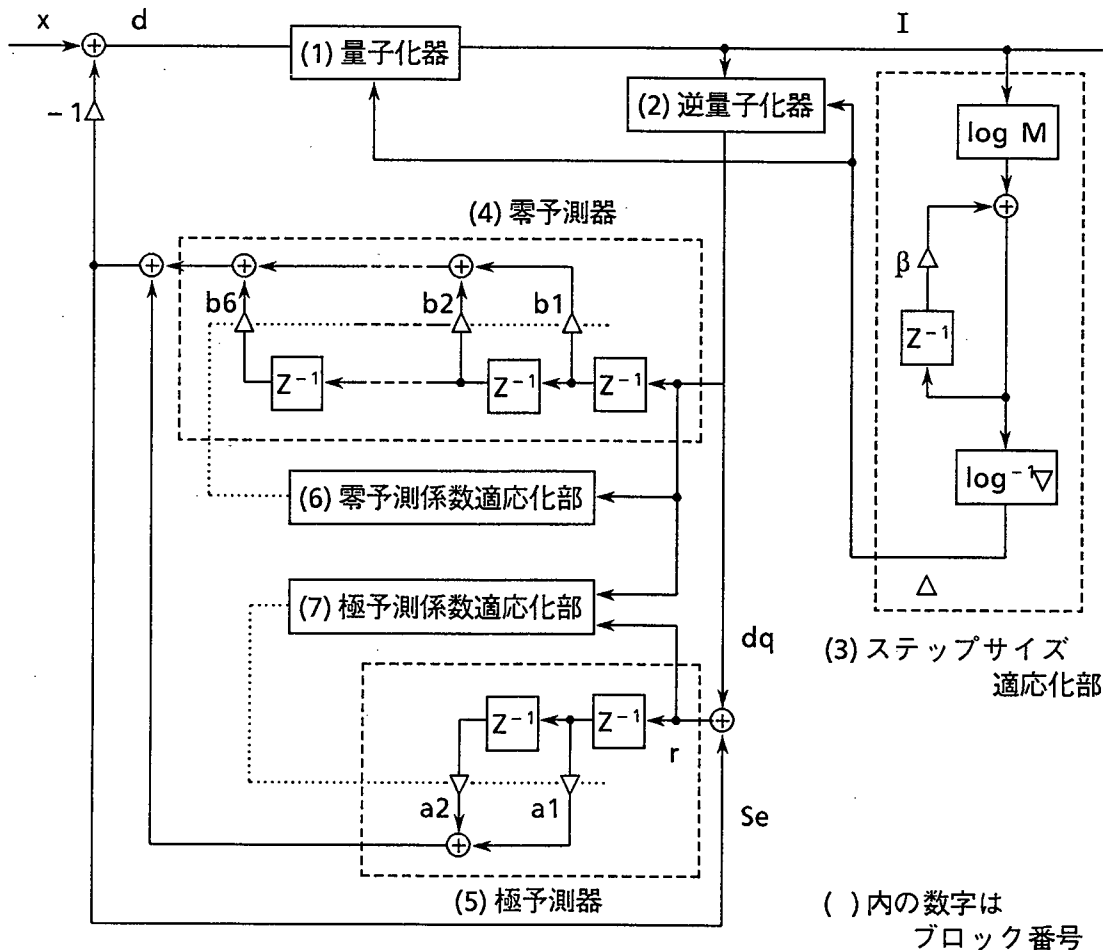 x
d
I
(1) 量子化器
(2) 逆量子化器
－1
log M
(4) 零予測器
β
b6
b2
b1
Z⁻¹
Z⁻¹
Z⁻¹
Z⁻¹
log⁻¹▽
(6) 零予測係数適応化部
△
(7) 極予測係数適応化部
dq
(3) ステップサイズ
適応化部
Z⁻¹
Z⁻¹
r
a2
a1
Se
(5) 極予測器
( ) 内の数字は
ブロック番号